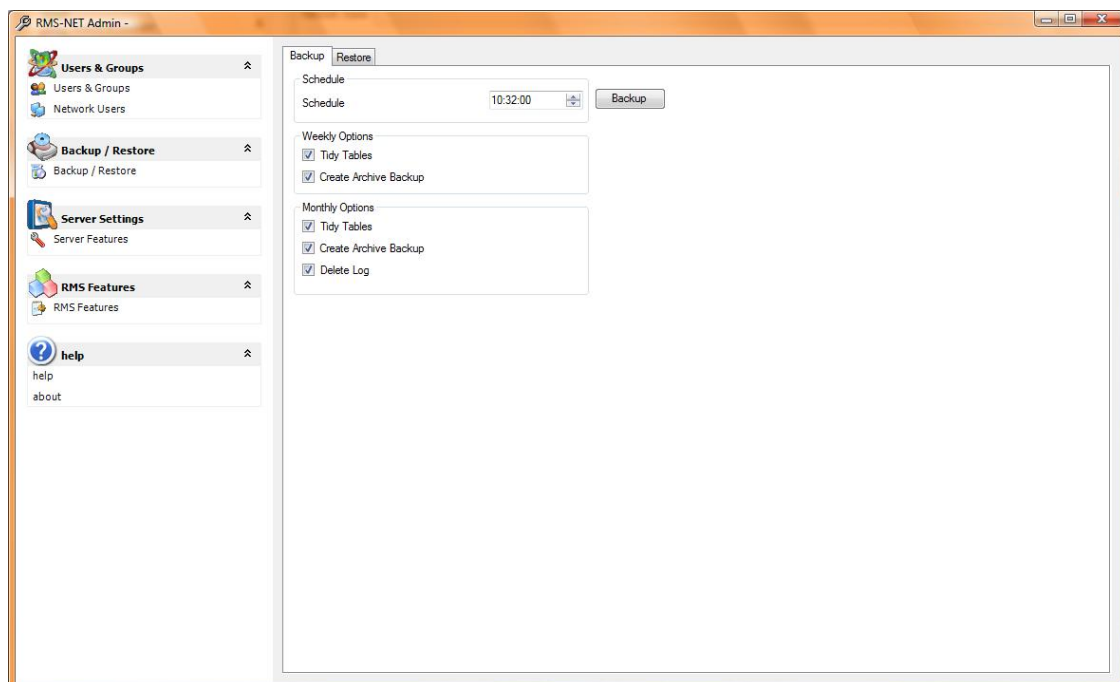 RMS-NET Admin -
Users & Groups
Users & Groups
Network Users
Backup / Restore
Backup / Restore
Server Settings
Server Features
RMS Features
RMS Features
help
help
about
Backup Restore
Schedule
Schedule 10:32:00 Backup
Weekly Options
Tidy Tables
Create Archive Backup
Monthly Options
Tidy Tables
Create Archive Backup
Delete Log